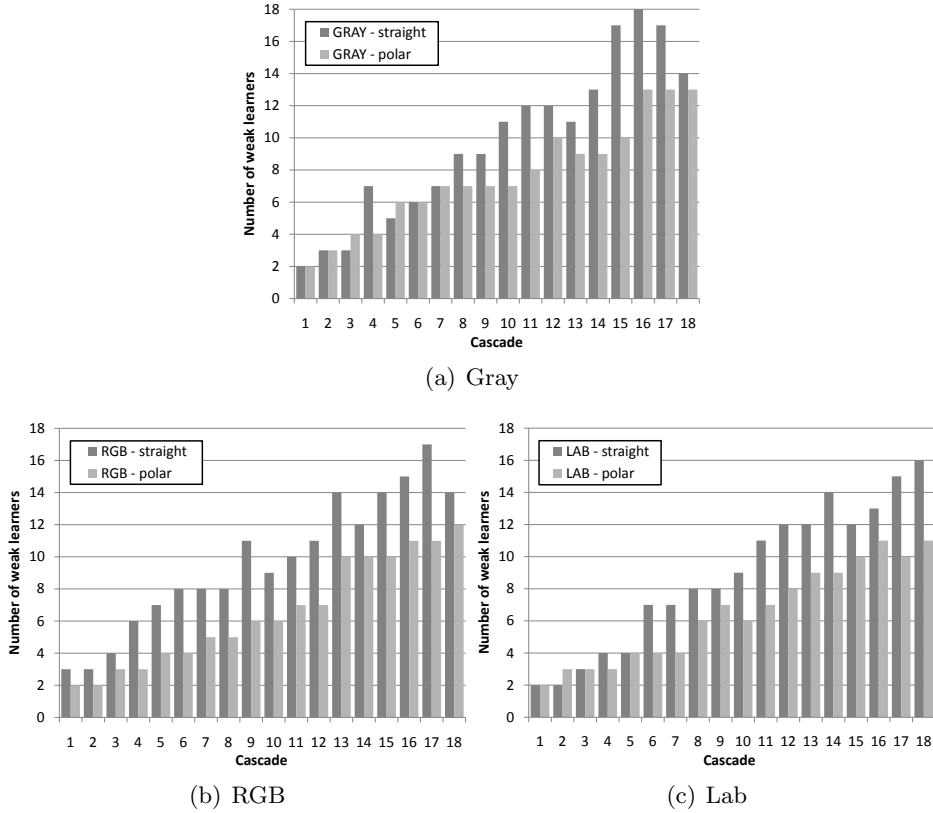 18
16
14
12
10
8
6
4
2
0
Number of weak learners
GRAY - straight
GRAY - polar
1 2 3 4 5 6 7 8 9 10 11 12 13 14 15 16 17 18
Cascade
(a) Gray
18
16
14
12
10
8
6
4
2
0
Number of weak learners
RGB - straight
RGB - polar
1 2 3 4 5 6 7 8 9 10 11 12 13 14 15 16 17 18
Cascade
(b) RGB
18
16
14
12
10
8
6
4
2
0
Number of weak learners
LAB - straight
LAB - polar
1 2 3 4 5 6 7 8 9 10 11 12 13 14 15 16 17 18
Cascade
(c) Lab